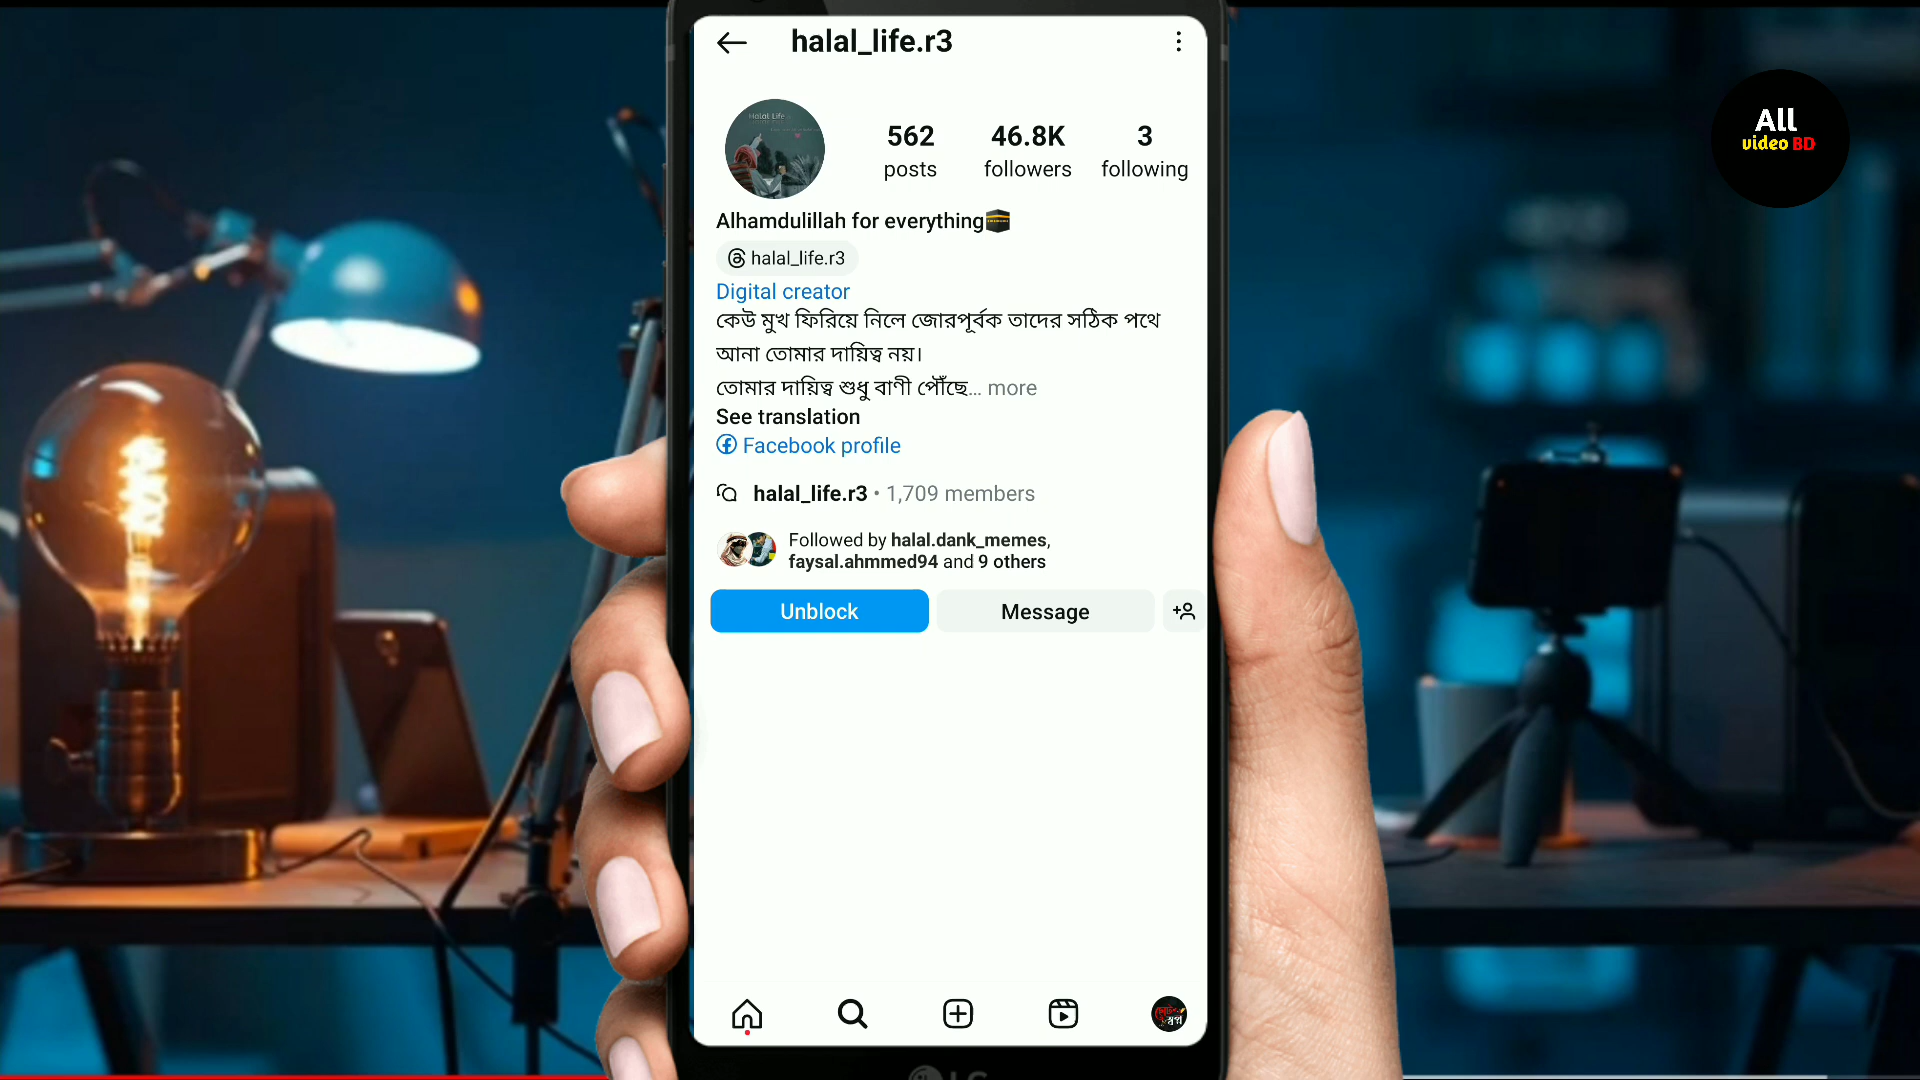 halal_life.r3
All
video BD
Halal Life
562
posts
46.8K
followers
3
following
Alhamdulillah for everything🕋
halal_life.r3
Digital creator
কেউ মুখ ফিরিয়ে নিলে জোরপূর্বক তাদের সঠিক পথে
আনা তোমার দায়িত্ব নয়।
তোমার দায়িত্ব শুধু বাণী পৌঁছে... more
See translation
Facebook profile
halal_life.r3 • 1,709 members
Followed by halal.dank_memes,
faysal.ahmmed94 and 9 others
Unblock
Message